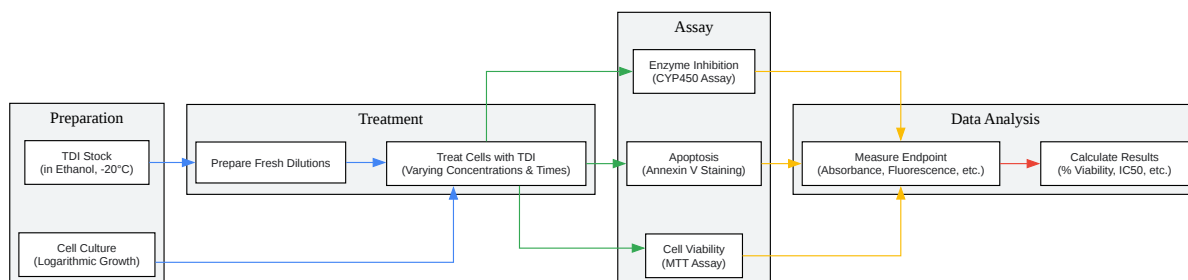 Preparation
TDI Stock
(in Ethanol, -20°C)
Cell Culture
(Logarithmic Growth)
Treatment
Prepare Fresh Dilutions
Treat Cells with TDI
(Varying Concentrations & Times)
Assay
Enzyme Inhibition
(CYP450 Assay)
Apoptosis
(Annexin V Staining)
Cell Viability
(MTT Assay)
Data Analysis
Measure Endpoint
(Absorbance, Fluorescence, etc.)
Calculate Results
(% Viability, IC50, etc.)